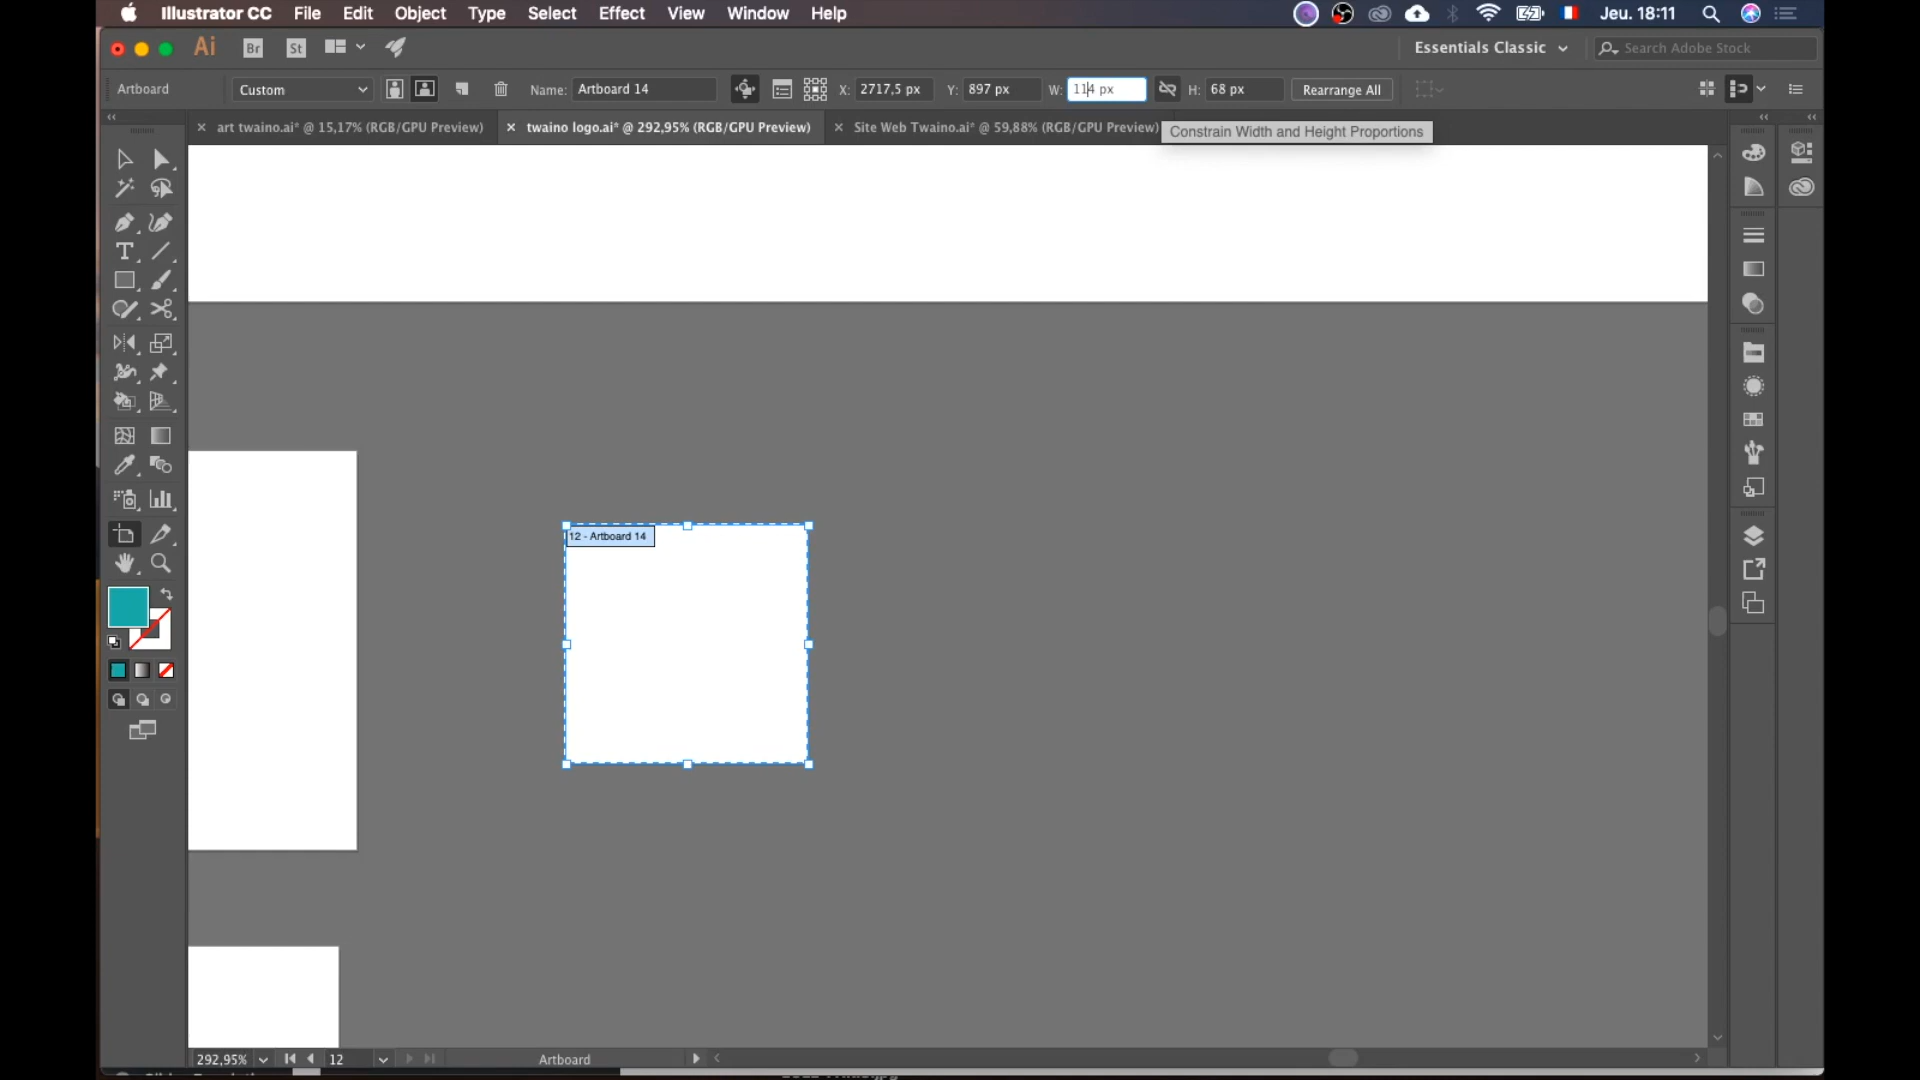 Illustrator CC File Edit Object Type Select Effect View Window Help Jeu. 18:11
Ai Br St Essentials Classic Search Adobe Stock
Artboard Custom Name: Artboard 14 X: 2717,5 px Y: 897 px W: 114 px H: 68 px Rearrange All
art twaino.ai* @ 15,17% (RGB/GPU Preview) twaino logo.ai* @ 292,95% (RGB/GPU Preview) Site Web Twaino.ai* @ 59,88% (RGB/GPU Preview)
Constrain Width and Height Proportions
12 - Artboard 14
292,95% 12 Artboard